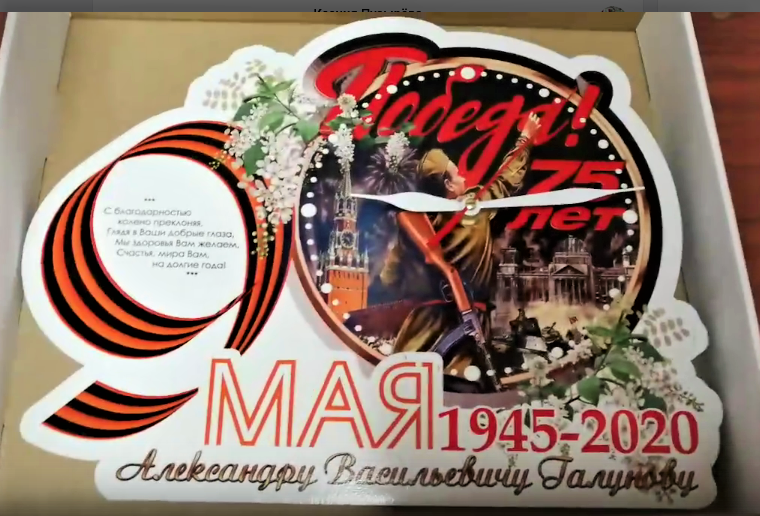 Победа!
75
лет
9
***
С благодарностью
колено преклоняя,
Глядя в Ваши добрые глаза,
Мы здоровья Вам желаем,
Счастья, мира Вам,
на долгие года!
***
МАЯ
1945-2020
Александру Васильевичу Галунову